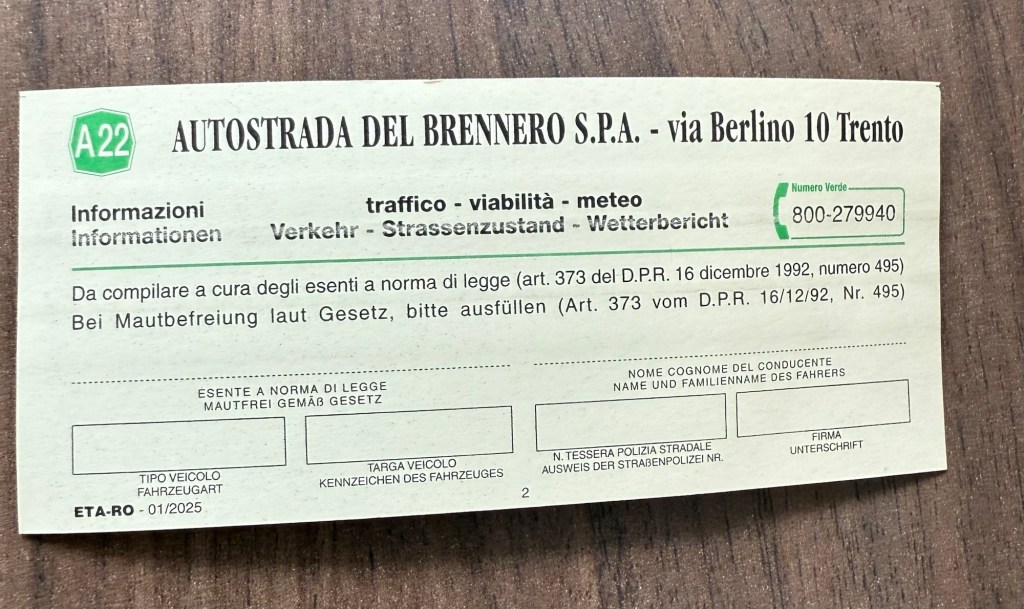 A22
AUTOSTRADA DEL BRENNERO S.P.A. - via Berlino 10 Trento
Informazioni
Informationen
traffico - viabilità - meteo
Verkehr - Strassenzustand - Wetterbericht
Numero Verde
800-279940
Da compilare a cura degli esenti a norma di legge (art. 373 del D.P.R. 16 dicembre 1992, numero 495)
Bei Mautbefreiung laut Gesetz, bitte ausfüllen (Art. 373 vom D.P.R. 16/12/92, Nr. 495)
ESENTE A NORMA DI LEGGE
MAUTFREI GEMÄß GESETZ
NOME COGNOME DEL CONDUCENTE
NAME UND FAMILIENNAME DES FAHRERS
TIPO VEICOLO
FAHRZEUGART
TARGA VEICOLO
KENNZEICHEN DES FAHRZEUGES
N. TESSERA POLIZIA STRADALE
AUSWEIS DER STRAßENPOLIZEI NR.
FIRMA
UNTERSCHRIFT
ETA-RO - 01/2025
2